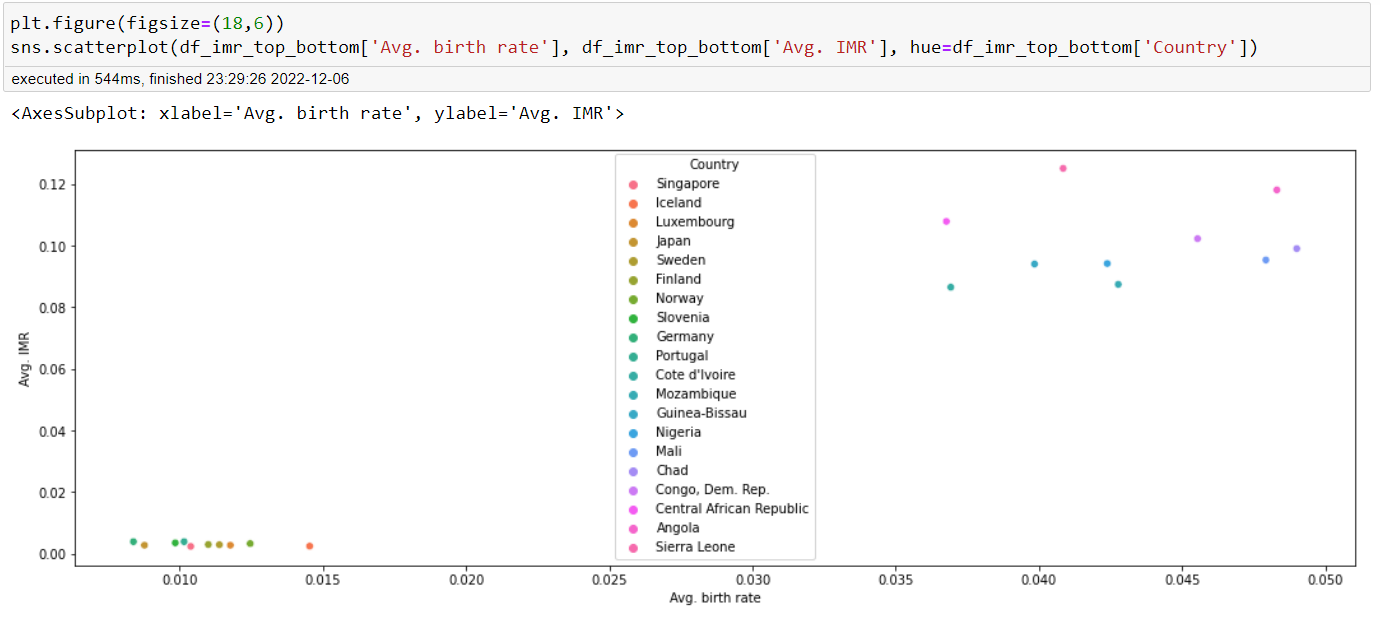 plt.figure(figsize=(18,6))
sns.scatterplot(df_imr_top_bottom['Avg. birth rate'], df_imr_top_bottom['Avg. IMR'], hue=df_imr_top_bottom['Country'])
executed in 544ms, finished 23:29:26 2022-12-06
<AxesSubplot: xlabel='Avg. birth rate', ylabel='Avg. IMR'>
Country
Singapore
Iceland
Luxembourg
Japan
Sweden
Finland
Norway
Slovenia
Germany
Portugal
Cote d'Ivoire
Mozambique
Guinea-Bissau
Nigeria
Mali
Chad
Congo, Dem. Rep.
Central African Republic
Angola
Sierra Leone
0.12
0.10
0.08
0.06
0.04
0.02
0.00
Avg. IMR
0.010 0.015 0.020 0.025 0.030 0.035 0.040 0.045 0.050
Avg. birth rate